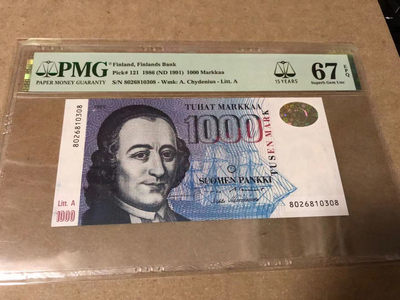 PMG
PAPER MONEY GUARANTY
Finland, Finlands Bank
Pick# 121 1986 (ND 1991) 1000 Markkaa
S/N 8026810308 - Wmk: A. Chydenius - Litt. A
15 YEARS
67 EPQ
Superb Gem Unc
TUHAT MARKKAA
1000
TUSEN MARK
SUOMEN PANKKI
8026810308
8026810308
Litt. A
1000